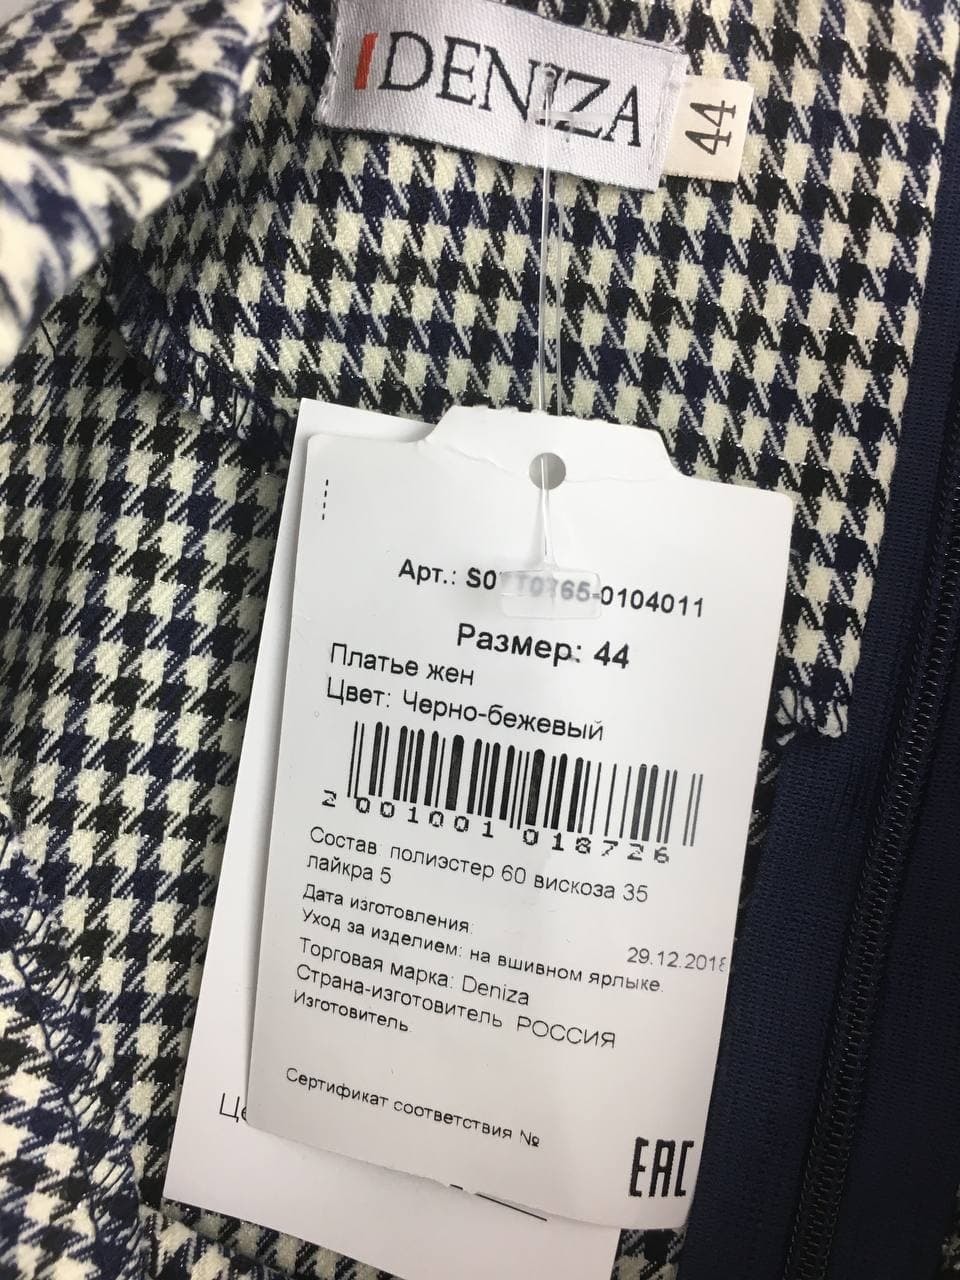 DENIZA
44
Арт.: S07T0765-0104011
Размер: 44
Платье жен
Цвет: Черно-бежевый
2 001001 018726
Состав полиэстер 60 вискоза 35
лайкра 5
Дата изготовления: 29.12.2018
Уход за изделием: на вшивном ярлыке.
Торговая марка: Deniza
Страна-изготовитель РОССИЯ
Изготовитель
Сертификат соответствия №
ЕАС